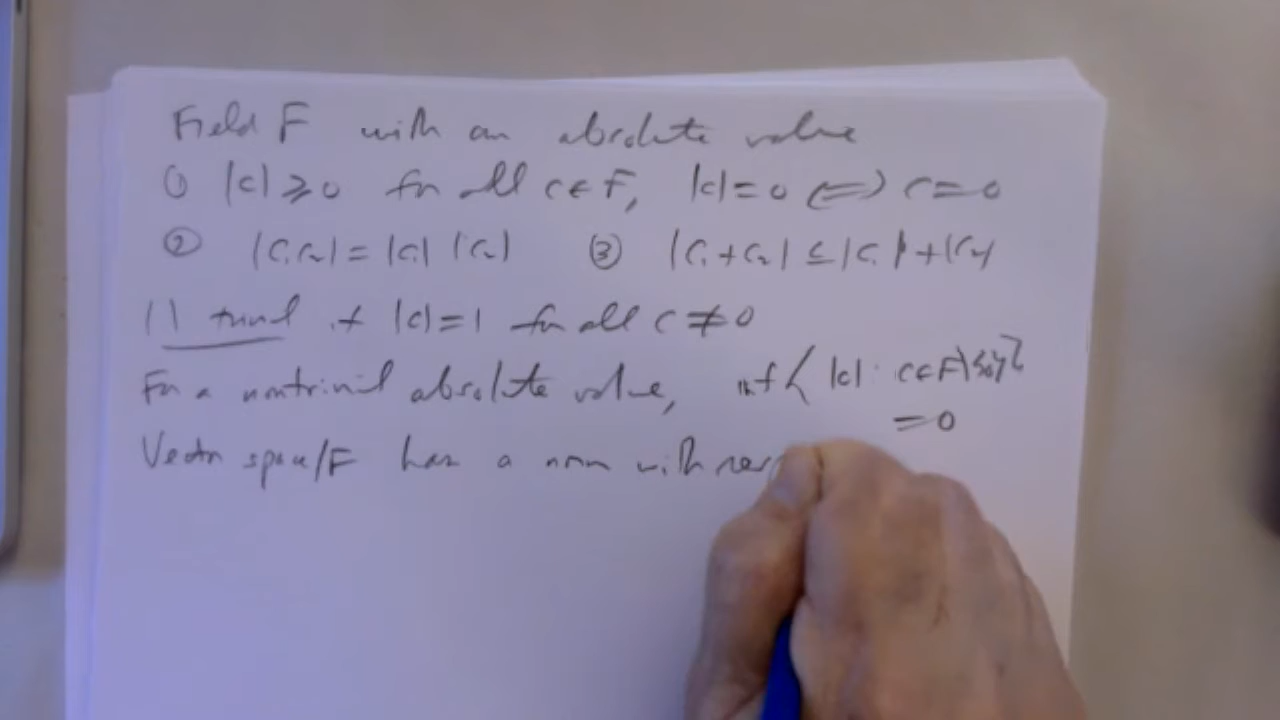 Field F with an absolute value
① |c| ⩾ 0 for all c ∈ F, |c| = 0 ⟺ c = 0
② |c₁c₂| = |c₁| |c₂| ③ |c₁ + c₂| ≤ |c₁| + |c₂|
| | trivial if |c| = 1 for all c ≠ 0
For a nontrivial absolute value, inf { |c| : c ∈ F \ {0} }
= 0
Vector space/F has a norm with res